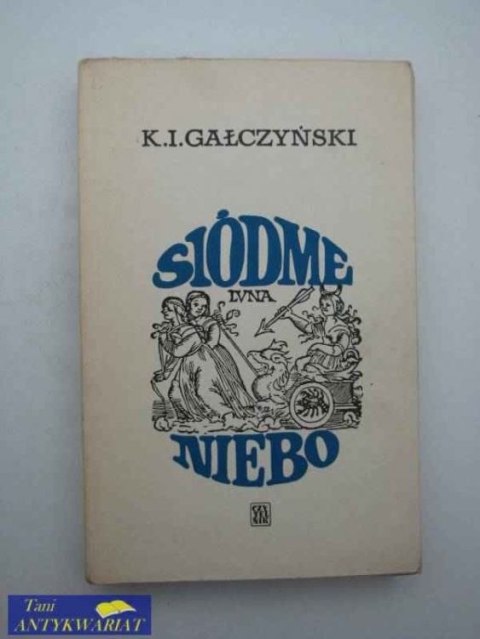 K.I.GAŁCZYŃSKI
SIÓDME
LVNA
NIEBO
Tani
ANTYKWARIAT